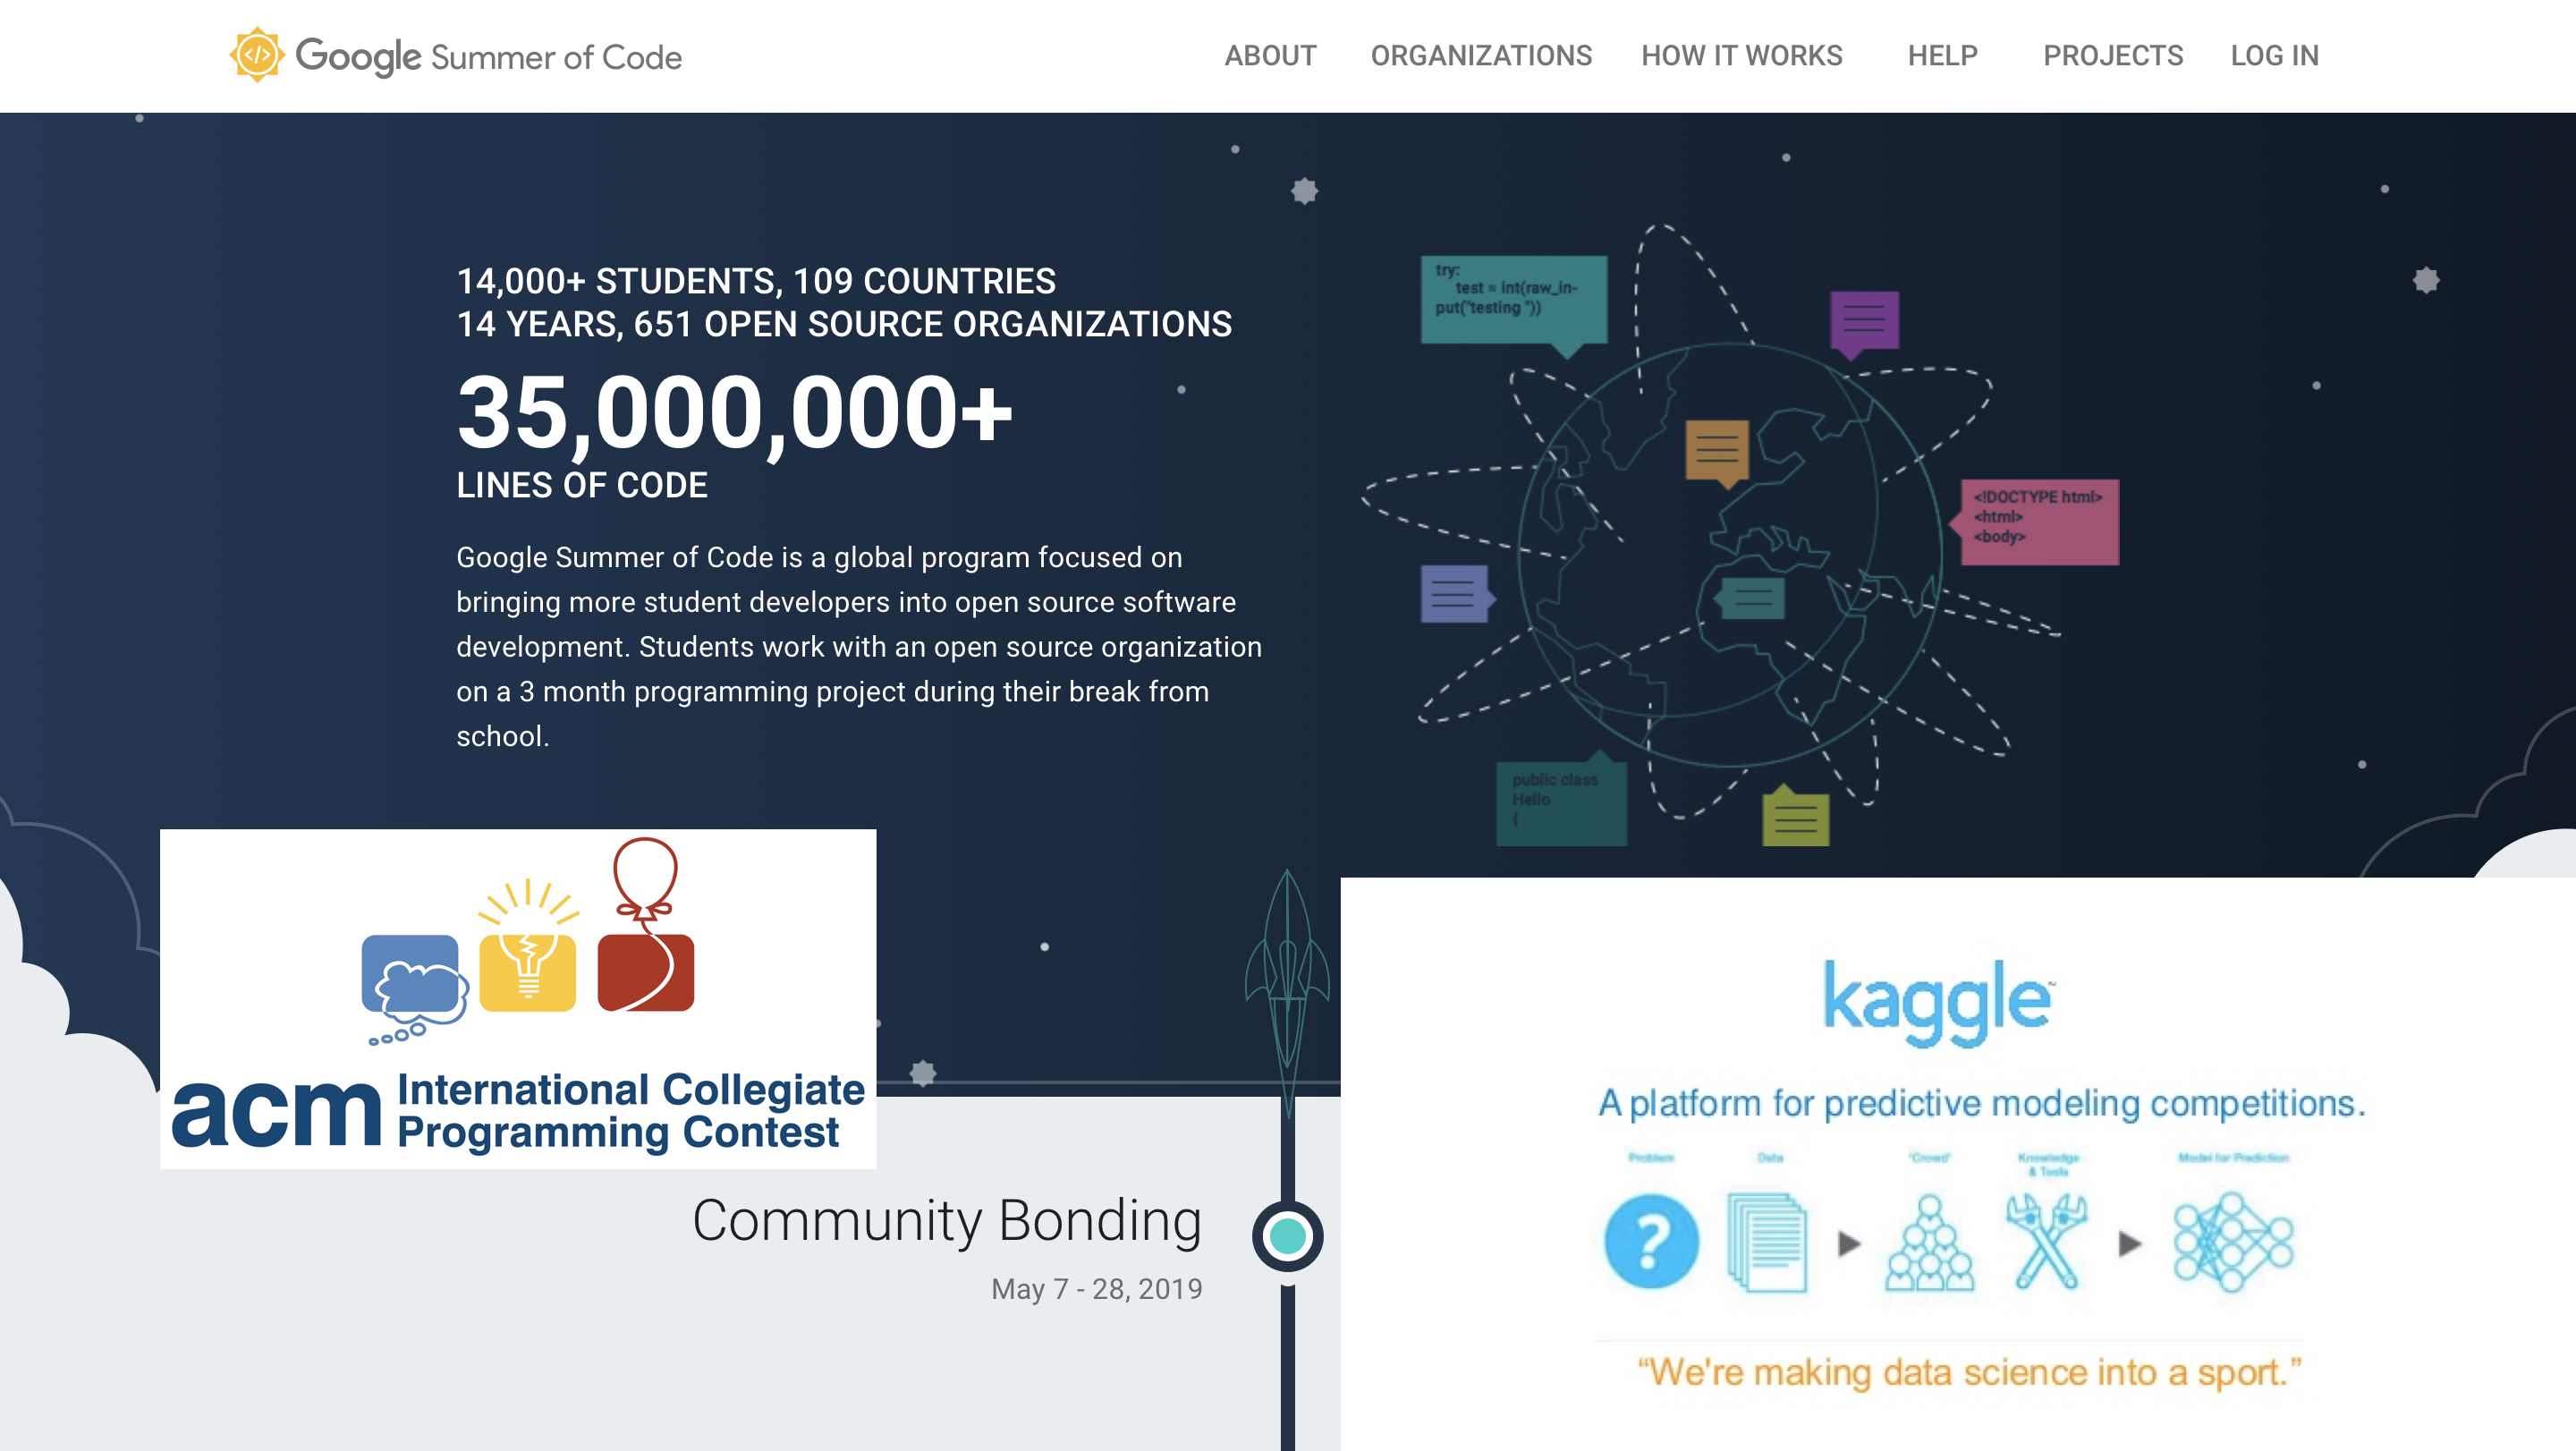 </> Google Summer of Code
ABOUT ORGANIZATIONS HOW IT WORKS HELP PROJECTS LOG IN
14,000+ STUDENTS, 109 COUNTRIES
14 YEARS, 651 OPEN SOURCE ORGANIZATIONS
35,000,000+
LINES OF CODE
Google Summer of Code is a global program focused on
bringing more student developers into open source software
development. Students work with an open source organization
on a 3 month programming project during their break from
school.
try:
test = int(raw_in-
put("testing "))
<!DOCTYPE html>
<html>
<body>
public class
Hello
{
acm International Collegiate
Programming Contest
Community Bonding
May 7 - 28, 2019
kaggle™
A platform for predictive modeling competitions.
Problem Data "Crowd" Knowledge
& Tools
Model for Prediction
?
“We're making data science into a sport.”